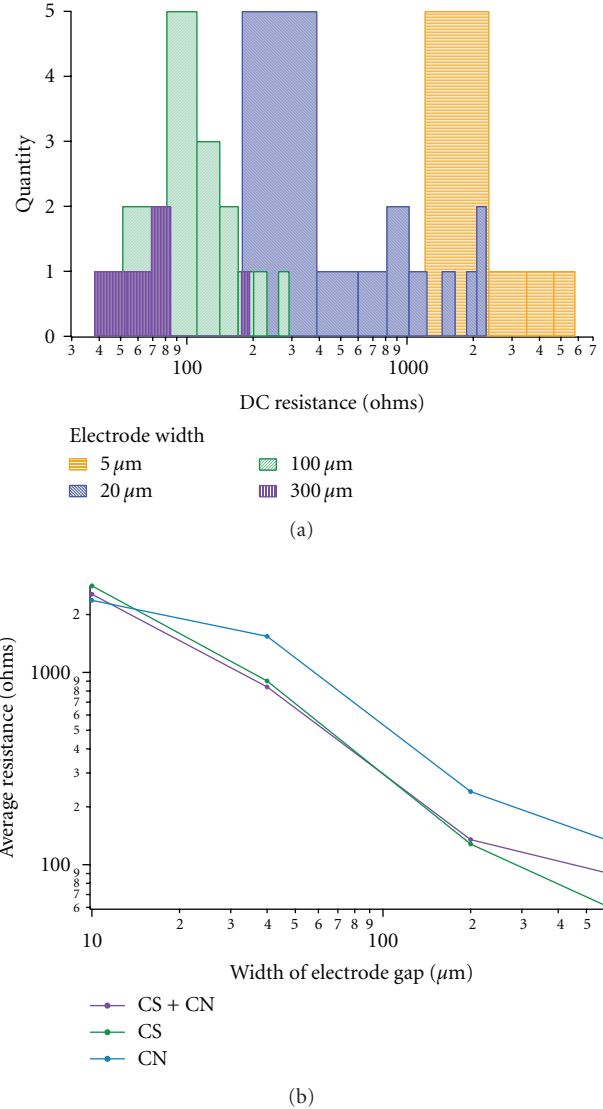 5
4
3
2
1
0
Quantity
3 4 5 6 7 8 9 100 2 3 4 5 6 7 8 9 1000 2 3 4 5 6 7
DC resistance (ohms)
Electrode width
5 μm 100 μm
20 μm 300 μm
(a)
2
1000
9
8
7
6
5
4
3
2
100
9
8
7
6
Average resistance (ohms)
10 2 3 4 5 6 7 8 9 100 2 3 4 5
Width of electrode gap (μm)
CS + CN
CS
CN
(b)